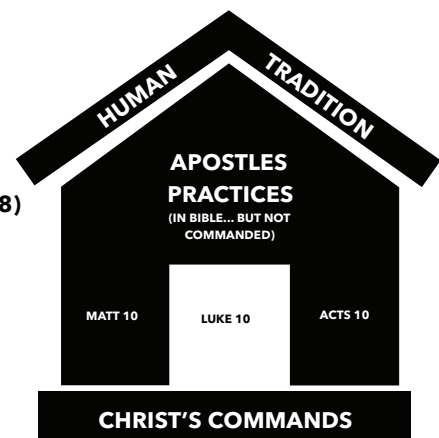 HUMAN
TRADITION
APOSTLES
PRACTICES
(IN BIBLE... BUT NOT
COMMANDED)
8)
MATT 10
LUKE 10
ACTS 10
CHRIST'S COMMANDS